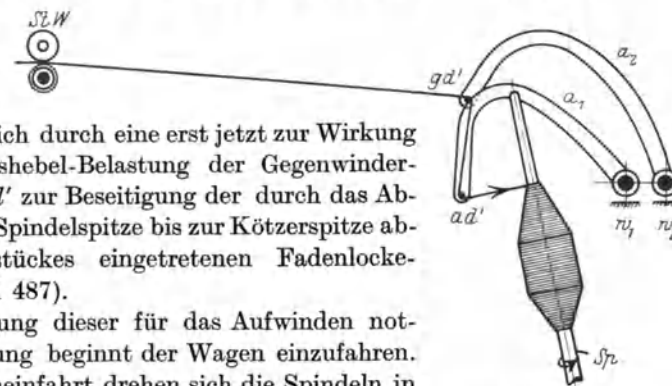 StW
gd'
a₂
a₁
ad'
w₁
Sp.
ich durch eine erst jetzt zur Wirkung
shebel-Belastung der Gegenwinder-
' zur Beseitigung der durch das Ab-
Spindelspitze bis zur Kötzerspitze ab-
stückes eingetretenen Fadenlocke-
487).
ung dieser für das Aufwinden not-
ung beginnt der Wagen einzufahren.
neinfahrt drehen sich die Spindeln in